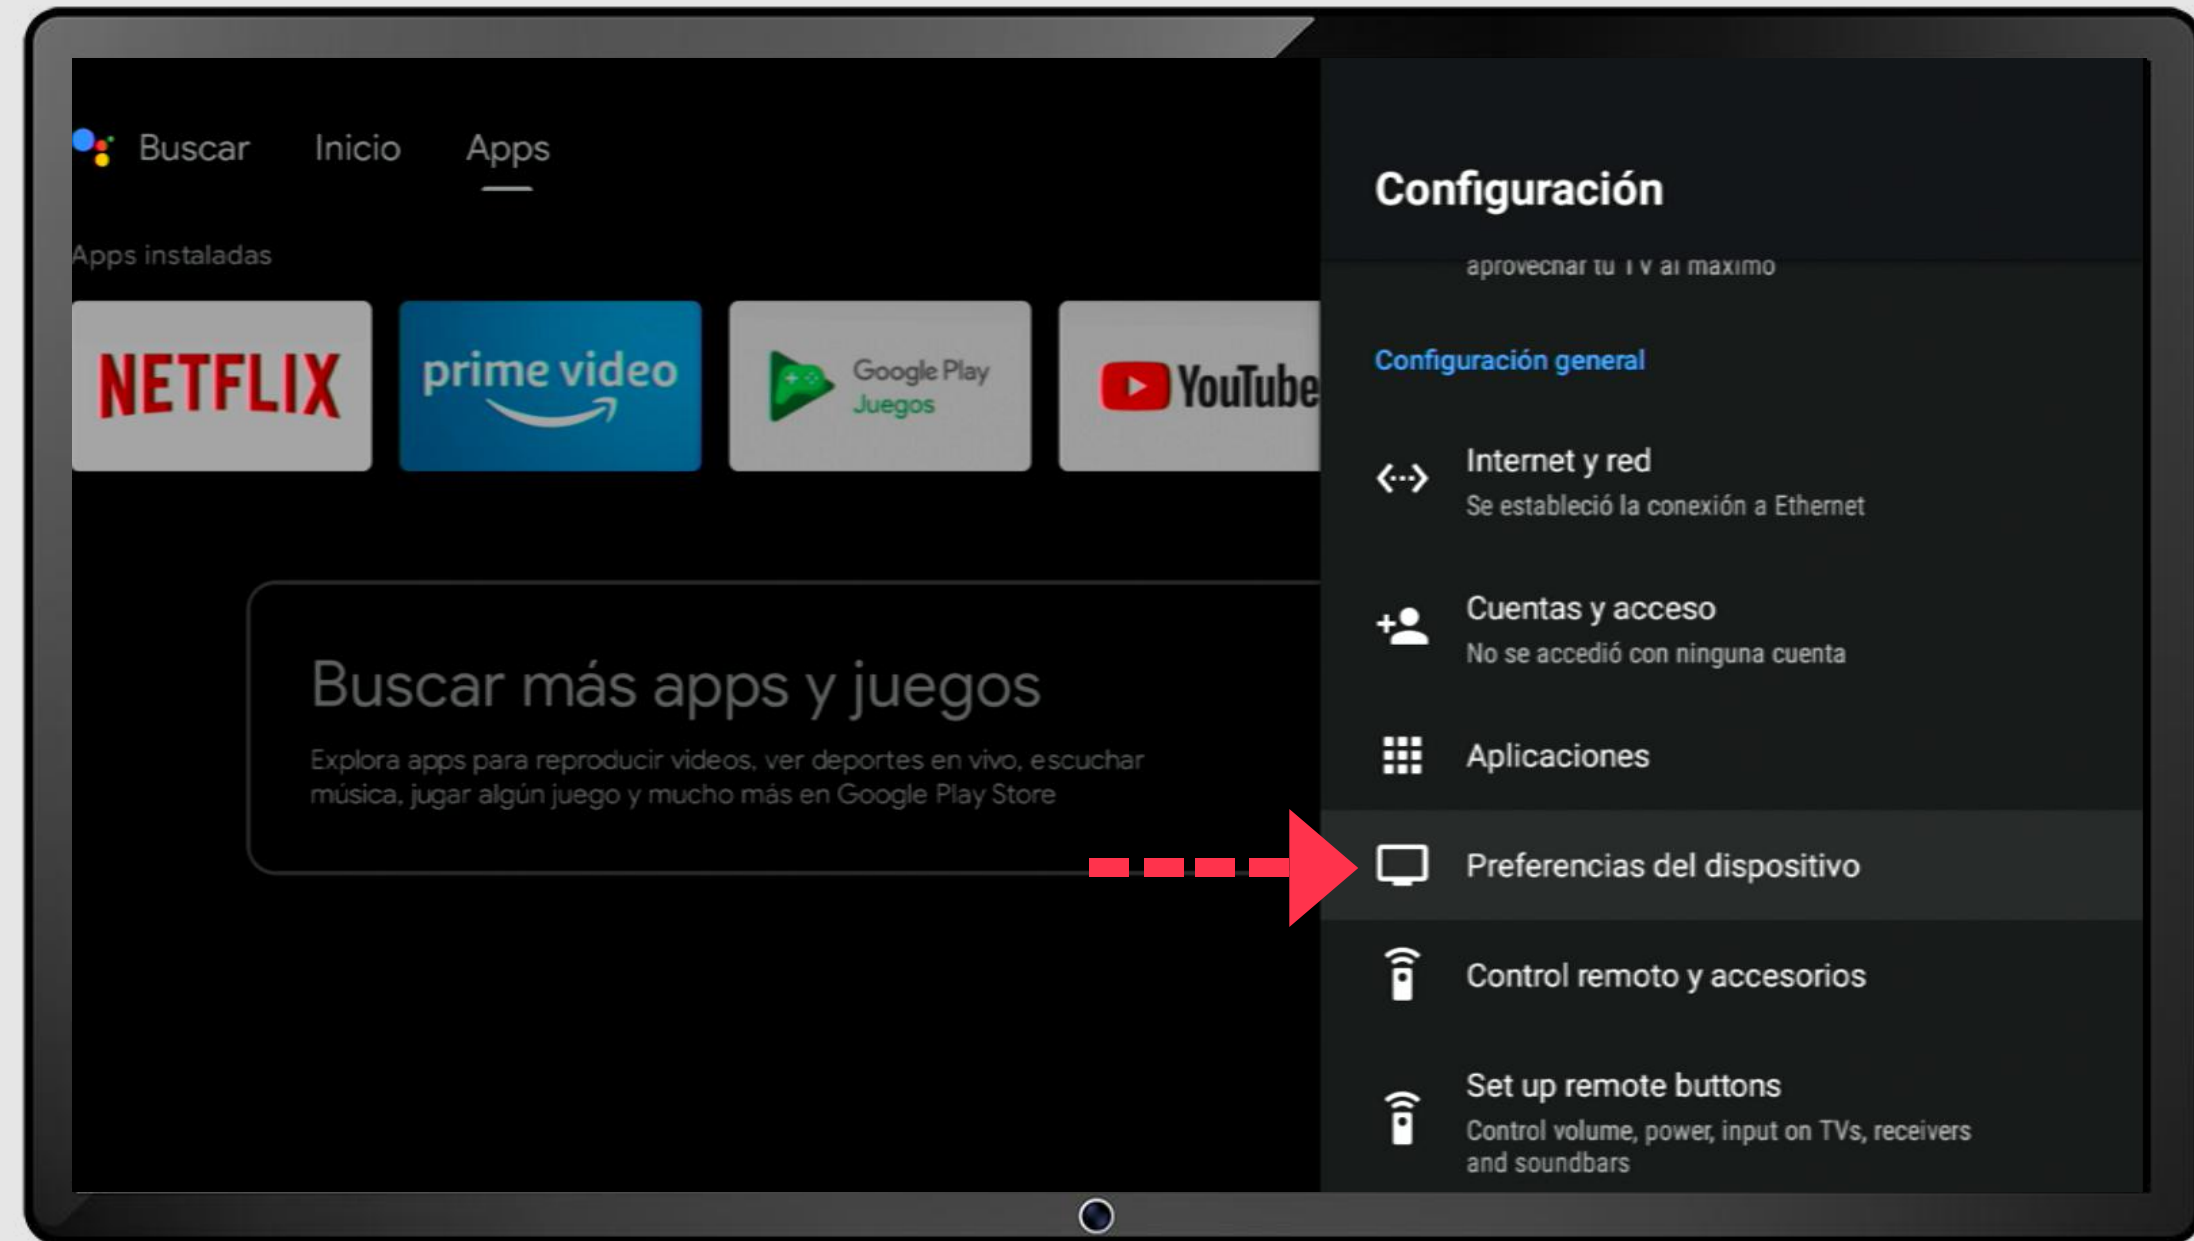 Buscar Inicio Apps
Apps instaladas
NETFLIX
prime video
Google Play
Juegos
YouTube
Buscar más apps y juegos
Explora apps para reproducir videos, ver deportes en vivo, escuchar
música, jugar algún juego y mucho más en Google Play Store
Configuración
aprovechar tu TV al máximo
Configuración general
Internet y red
Se estableció la conexión a Ethernet
Cuentas y acceso
No se accedió con ninguna cuenta
Aplicaciones
Preferencias del dispositivo
Control remoto y accesorios
Set up remote buttons
Control volume, power, input on TVs, receivers
and soundbars